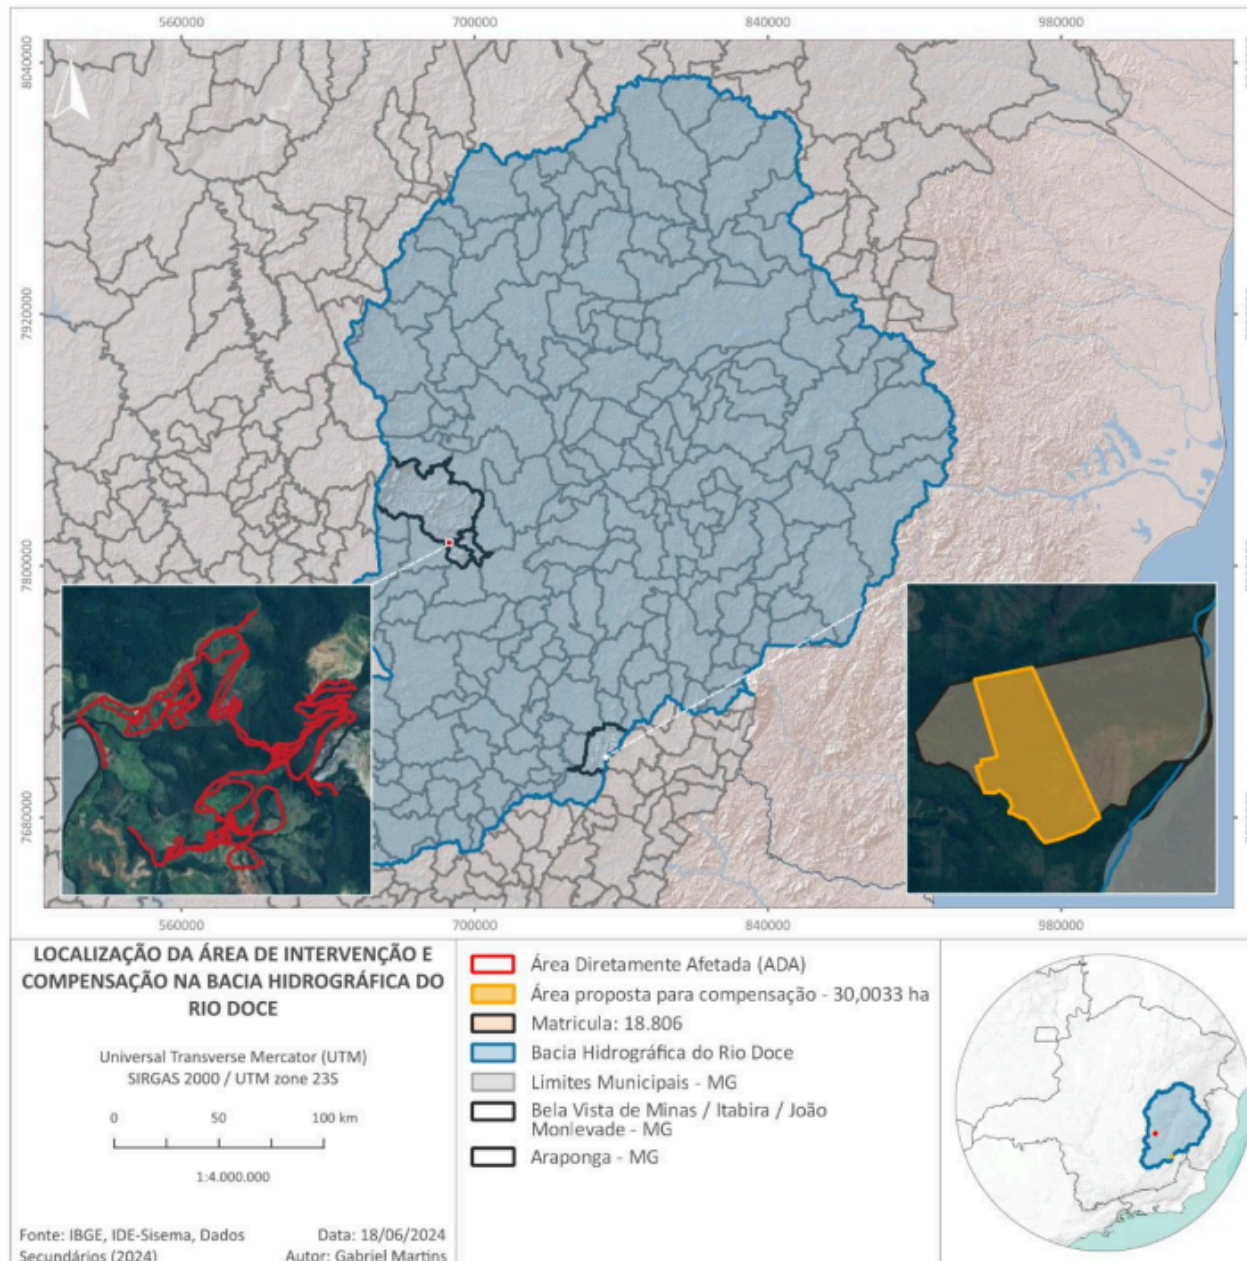 560000 700000 840000 980000
8040000
7920000
7800000
7680000
560000 700000 840000 980000
LOCALIZAÇÃO DA ÁREA DE INTERVENÇÃO E
COMPENSAÇÃO NA BACIA HIDROGRÁFICA DO
RIO DOCE
Universal Transverse Mercator (UTM)
SIRGAS 2000 / UTM zone 23S
0 50 100 km
1:4.000.000
Fonte: IBGE, IDE-Sisema, Dados
Secundários (2024)
Data: 18/06/2024
Autor: Gabriel Martins
Área Diretamente Afetada (ADA)
Área proposta para compensação - 30,0033 ha
Matricula: 18.806
Bacia Hidrográfica do Rio Doce
Limites Municipais - MG
Bela Vista de Minas / Itabira / João
Monlevade - MG
Araponga - MG